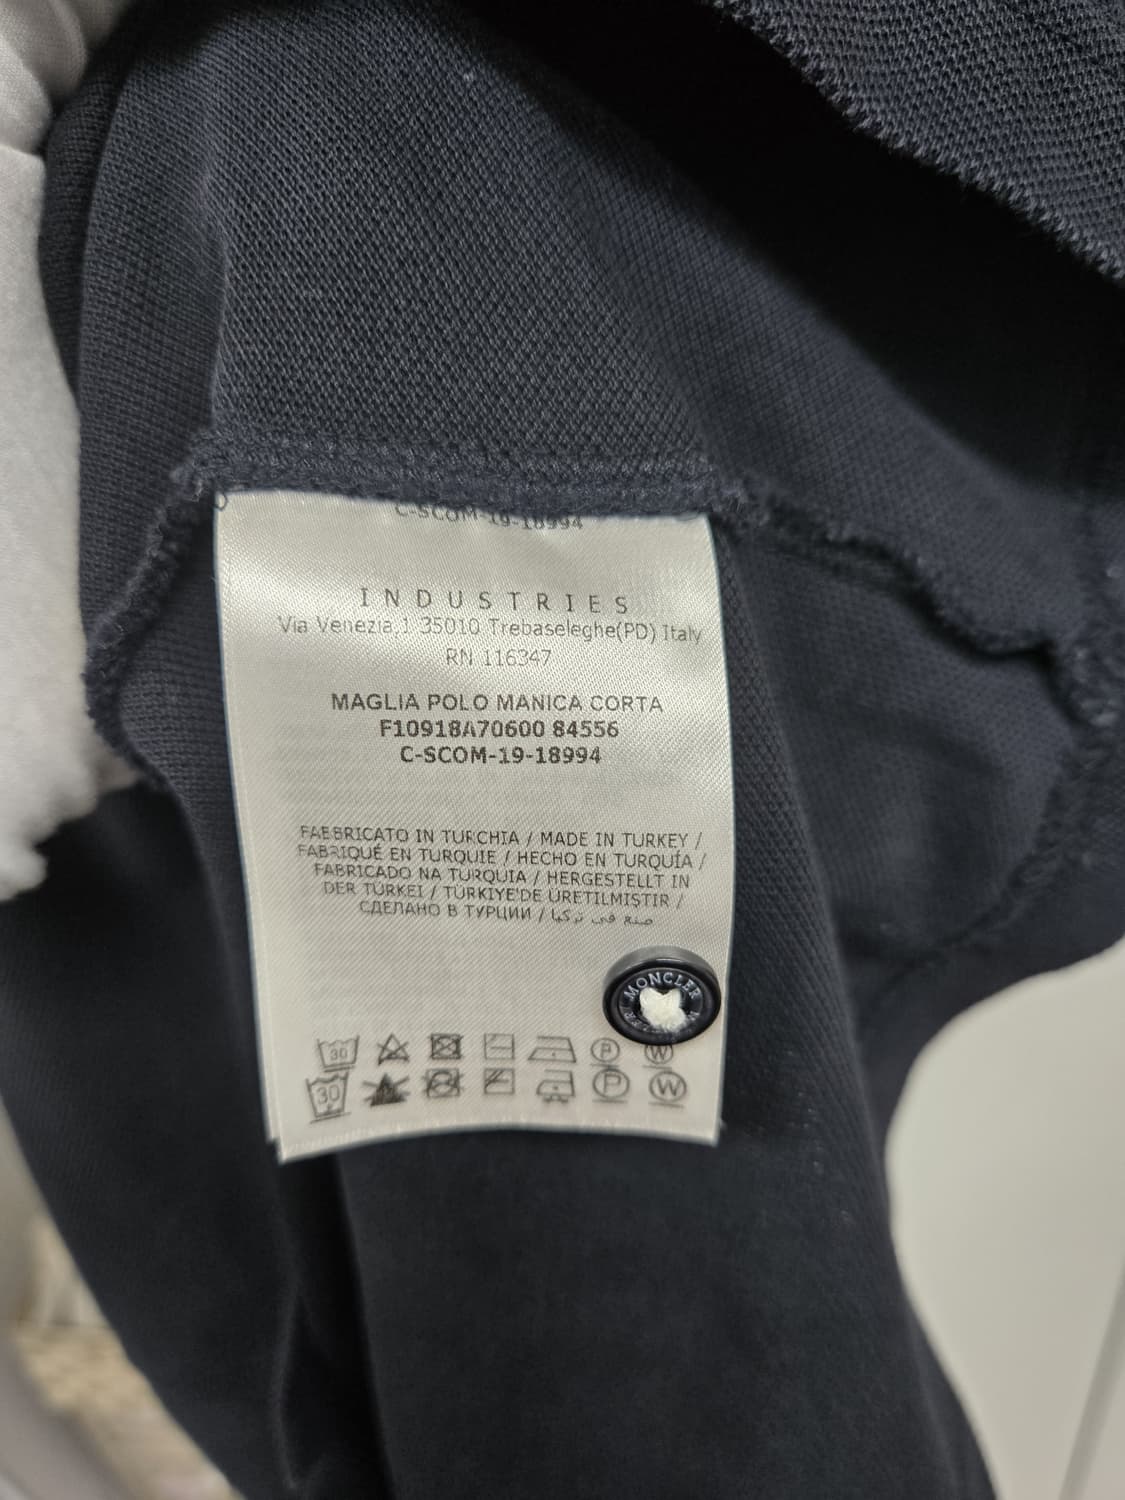 C-SCOM-19-18994
INDUSTRIES
Via Venezia,1 35010 Trebaseleghe(PD) Italy
RN 116347
MAGLIA POLO MANICA CORTA
F10918A70600 84556
C-SCOM-19-18994
FABBRICATO IN TURCHIA / MADE IN TURKEY /
FABRIQUÉ EN TURQUIE / HECHO EN TURQUÍA /
FABRICADO NA TURQUIA / HERGESTELLT IN
DER TÜRKEI / TÜRKIYE'DE ÜRETILMIŞTIR /
СДЕЛАНО В ТУРЦИИ / صنع في تركيا
MONCLER
30 P W
30 P W